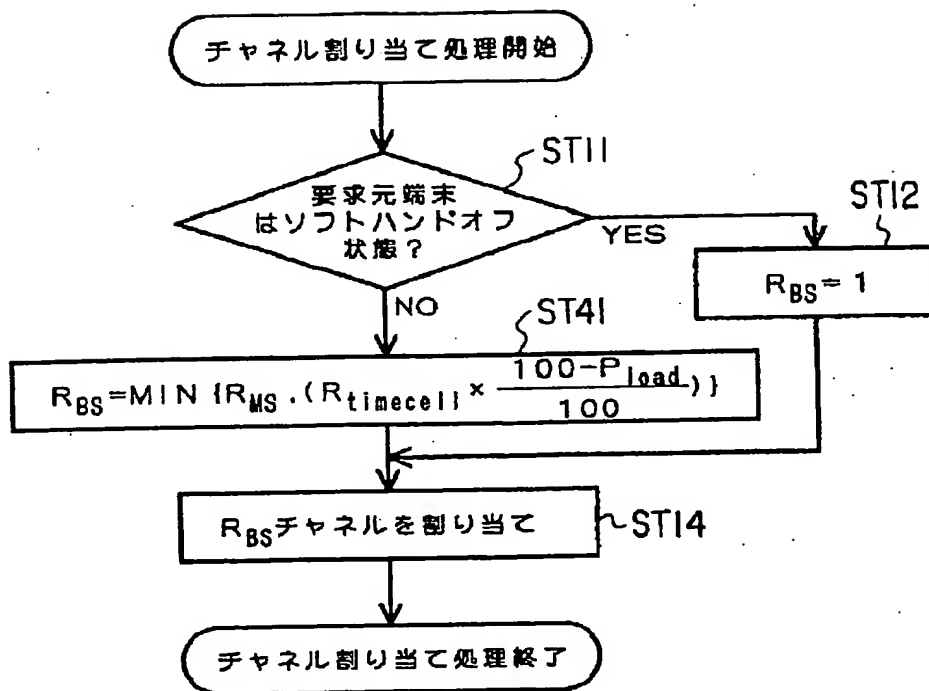 チャネル割り当て処理開始
ST11
要求元端末
はソフトハンドオフ
状態？
YES
ST12
R_BS = 1
NO
ST41
R_BS=MIN {R_MS.(R_timecell × (100-P_load)/100)}
R_BSチャネルを割り当て
ST14
チャネル割り当て処理終了